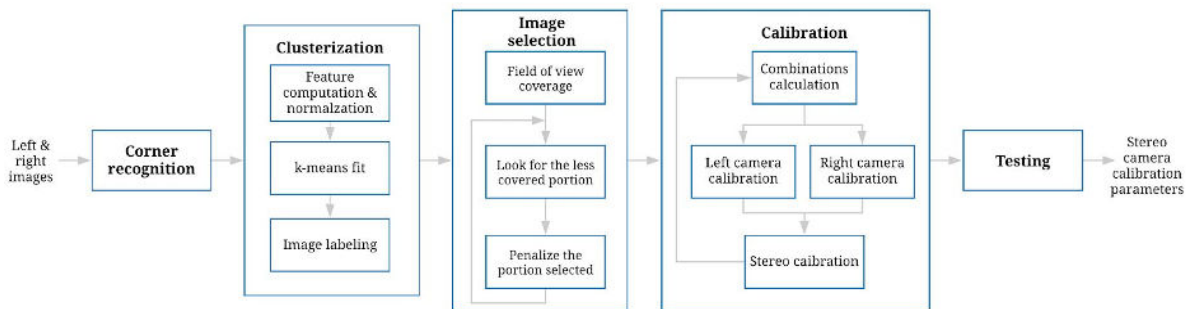 Left &
right
images
Corner
recognition
Clusterization
Feature
computation &
normalzation
k-means fit
Image labeling
Image
selection
Field of view
coverage
Look for the less
covered portion
Penalize the
portion selected
Calibration
Combinations
calculation
Left camera
calibration
Right camera
calibration
Stereo caibration
Testing
Stereo
camera
calibration
parameters